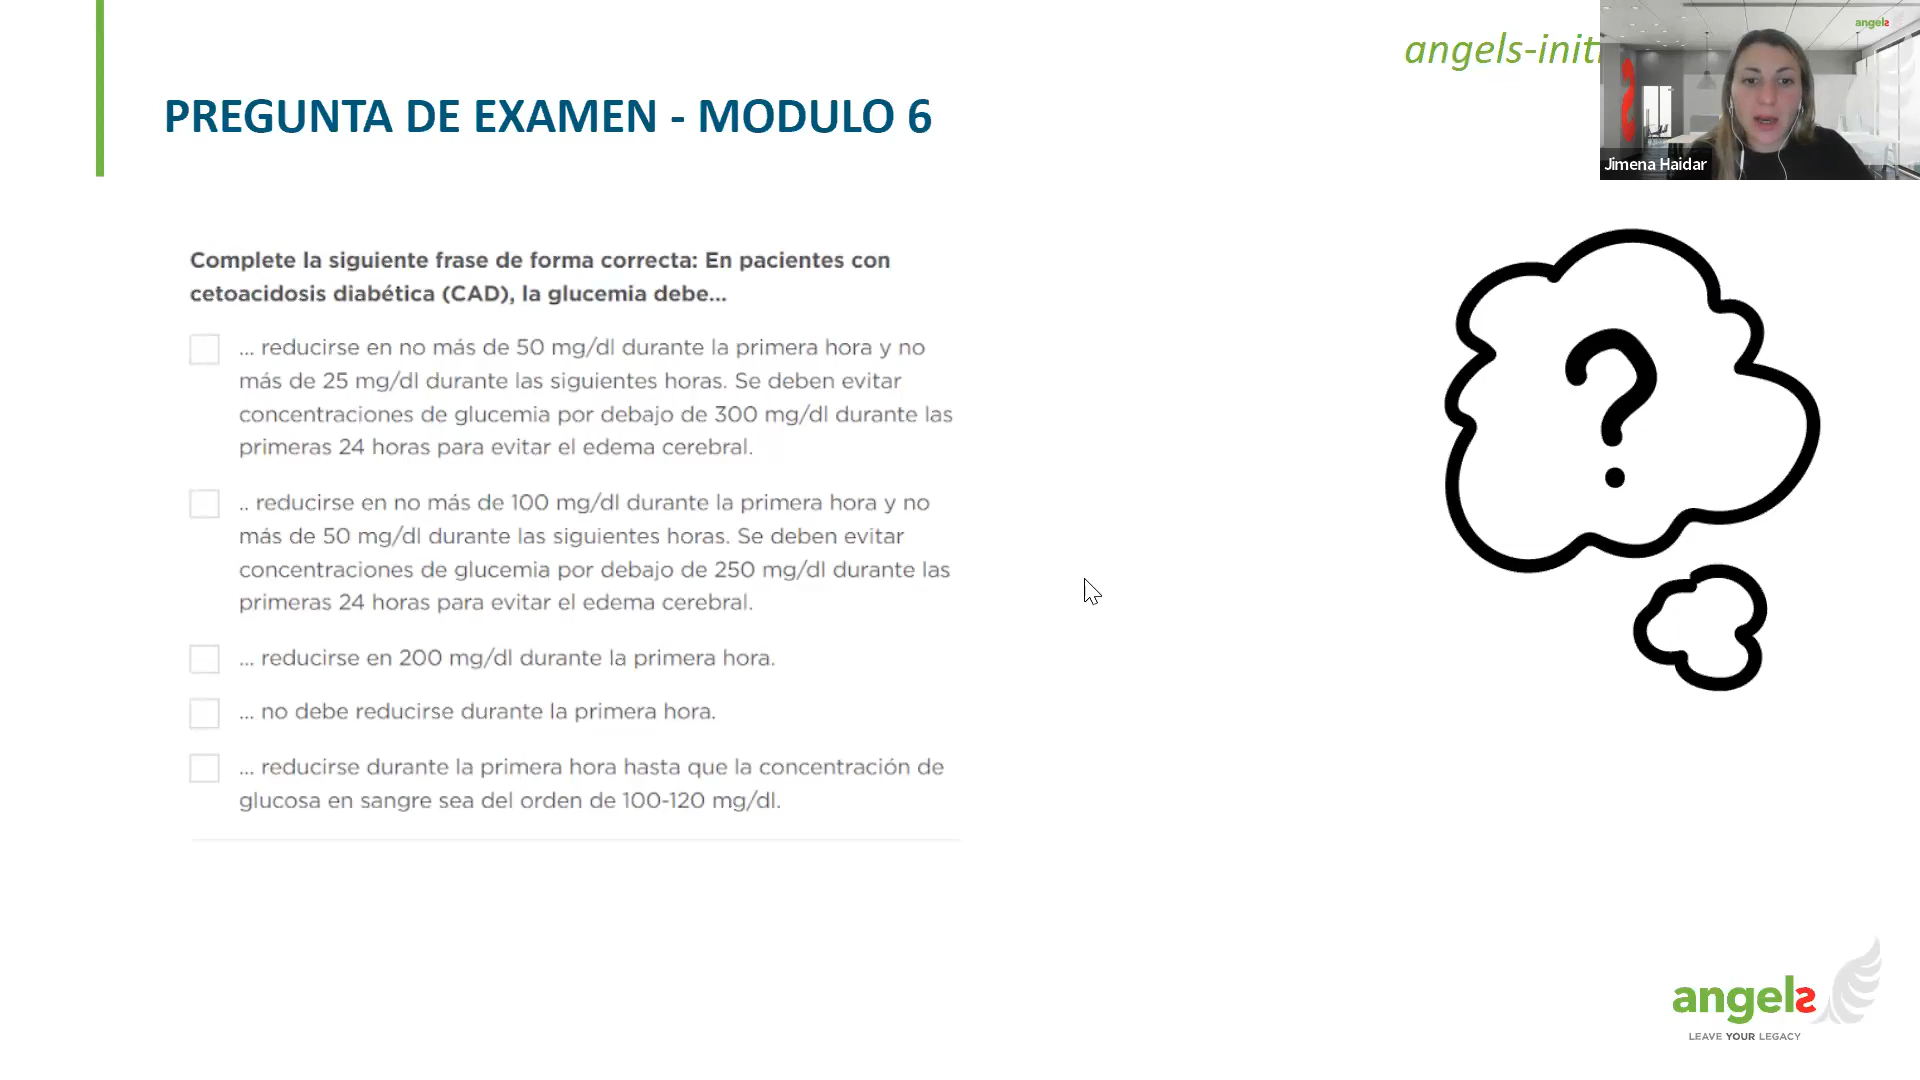 angels-initi
angels
Jimena Haidar
PREGUNTA DE EXAMEN - MODULO 6
Complete la siguiente frase de forma correcta: En pacientes con
cetoacidosis diabética (CAD), la glucemia debe...
... reducirse en no más de 50 mg/dl durante la primera hora y no
más de 25 mg/dl durante las siguientes horas. Se deben evitar
concentraciones de glucemia por debajo de 300 mg/dl durante las
primeras 24 horas para evitar el edema cerebral.
.. reducirse en no más de 100 mg/dl durante la primera hora y no
más de 50 mg/dl durante las siguientes horas. Se deben evitar
concentraciones de glucemia por debajo de 250 mg/dl durante las
primeras 24 horas para evitar el edema cerebral.
... reducirse en 200 mg/dl durante la primera hora.
... no debe reducirse durante la primera hora.
... reducirse durante la primera hora hasta que la concentración de
glucosa en sangre sea del orden de 100-120 mg/dl.
?
angels
LEAVE YOUR LEGACY